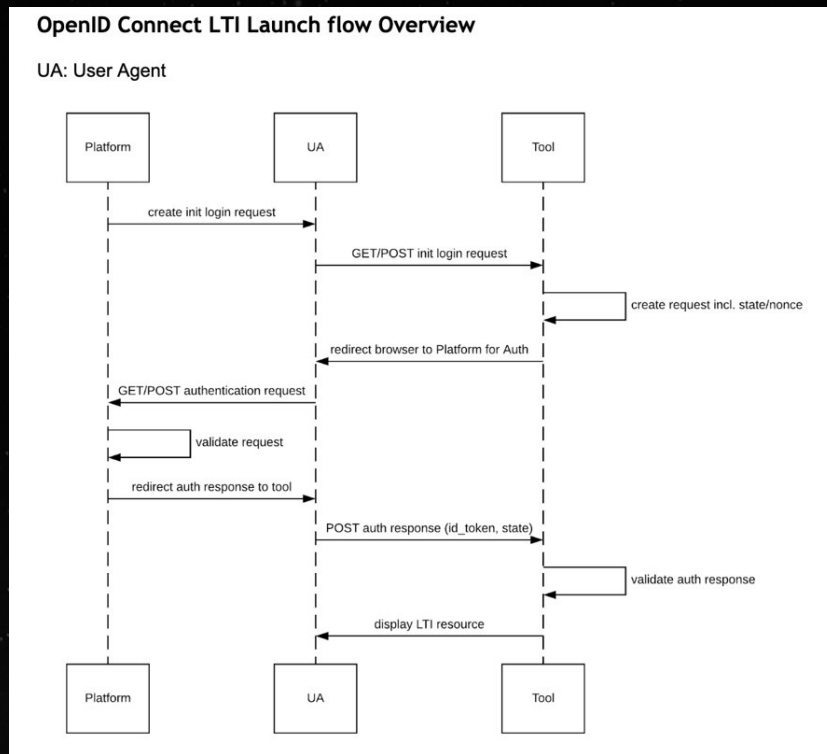 OpenID Connect LTI Launch flow Overview
UA: User Agent
Platform
UA
Tool
create init login request
GET/POST init login request
create request incl. state/nonce
redirect browser to Platform for Auth
GET/POST authentication request
validate request
redirect auth response to tool
POST auth response (id_token, state)
validate auth response
display LTI resource
Platform
UA
Tool